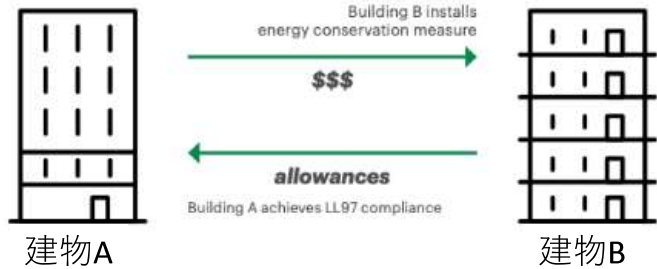 Building B installs
energy conservation measure
$$$
allowances
Building A achieves LL97 compliance
建物A
建物B